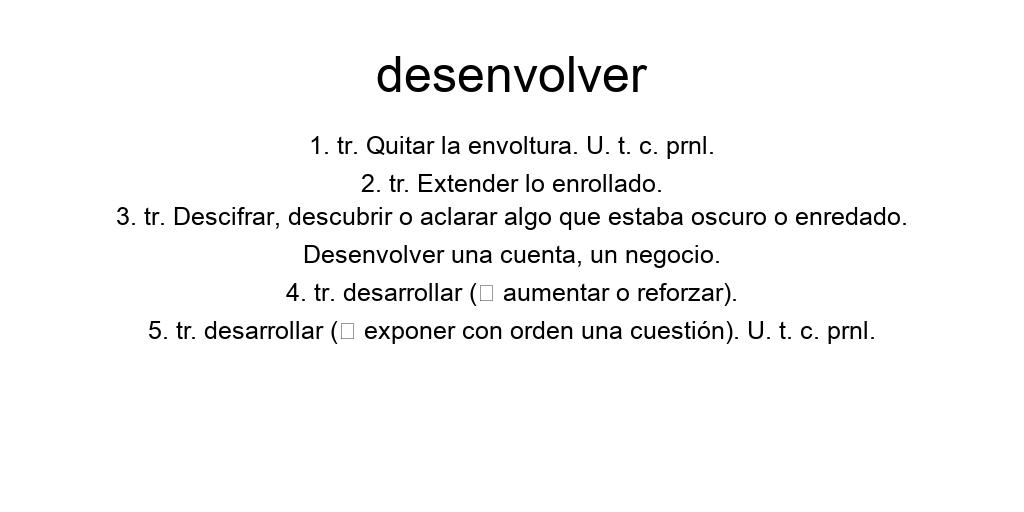 desenvolver
1. tr. Quitar la envoltura. U. t. c. prnl.
2. tr. Extender lo enrollado.
3. tr. Descifrar, descubrir o aclarar algo que estaba oscuro o enredado.
Desenvolver una cuenta, un negocio.
4. tr. desarrollar (□ aumentar o reforzar).
5. tr. desarrollar (□ exponer con orden una cuestión). U. t. c. prnl.